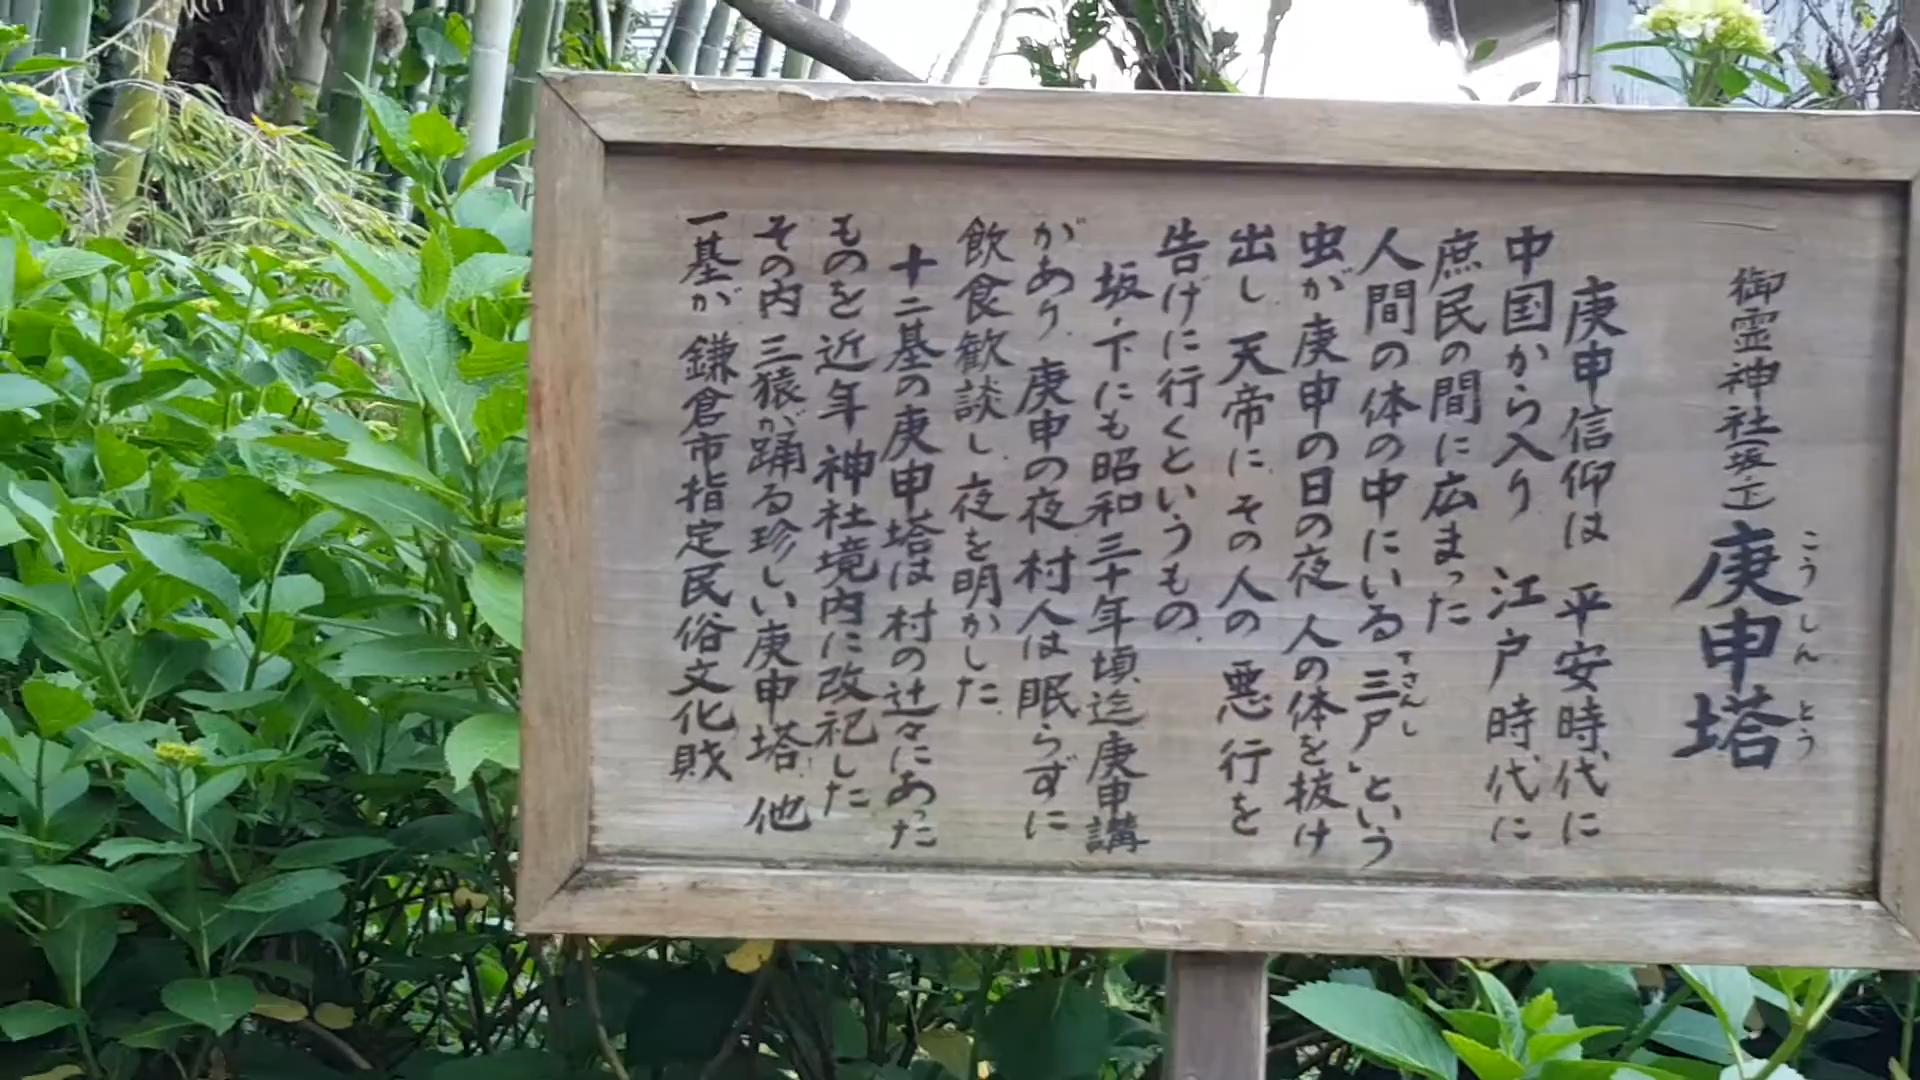 御霊神社(坂ノ下)庚申塔
こうしんとう
庚申信仰は 平安時代に
中国から入り 江戸時代に
庶民の間に広まった
人間の体の中にいる「三尸」という
さんし
虫が庚申の日の夜 人の体を抜け
出し 天帝に その人の 悪行を
告げに行くというもの。
坂ノ下にも昭和三十年頃迄庚申講
があり、庚申の夜 村人は眠らずに
飲食歓談し 夜を明かした。
十二基の庚申塔は 村の辻々にあった
ものを近年 神社境内に改祀した
その内 三猿が踊る珍しい庚申塔 他
一基が 鎌倉市指定民俗文化財